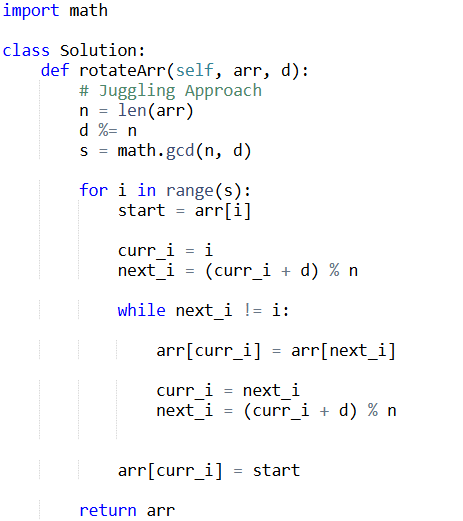 import math
class Solution:
    def rotateArr(self, arr, d):
        # Juggling Approach
        n = len(arr)
        d %= n
        s = math.gcd(n, d)
        for i in range(s):
            start = arr[i]
            curr_i = i
            next_i = (curr_i + d) % n
            while next_i != i:
                arr[curr_i] = arr[next_i]
                curr_i = next_i
                next_i = (curr_i + d) % n
            arr[curr_i] = start
        return arr